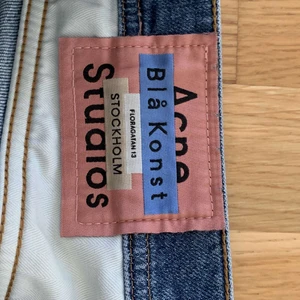 Acne
Blå Konst
FLORAGATAN 13
STOCKHOLM
Studios